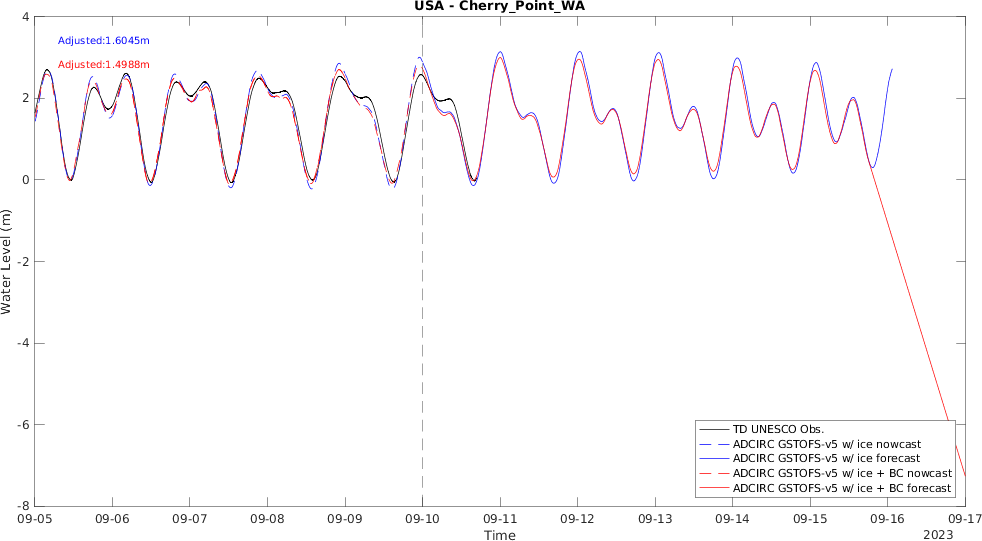 USA - Cherry_Point_WA
Adjusted:1.6045m
Adjusted:1.4988m
Water Level (m)
4
2
0
-2
-4
-6
-8
TD UNESCO Obs.
ADCIRC GSTOFS-v5 w/ ice nowcast
ADCIRC GSTOFS-v5 w/ ice forecast
ADCIRC GSTOFS-v5 w/ ice + BC nowcast
ADCIRC GSTOFS-v5 w/ ice + BC forecast
09-05 09-06 09-07 09-08 09-09 09-10 09-11 09-12 09-13 09-14 09-15 09-16 09-17
Time
2023